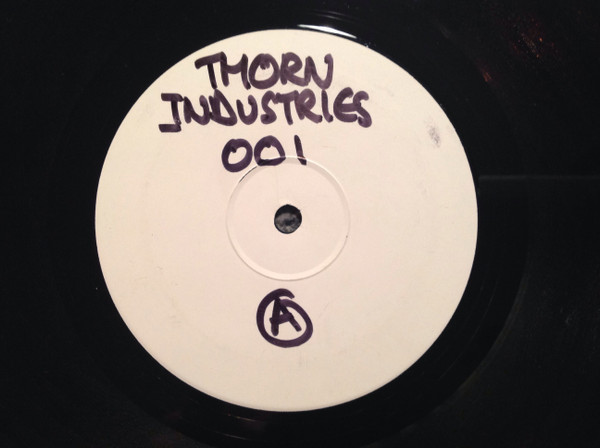 THORN
INDUSTRIES
001
A